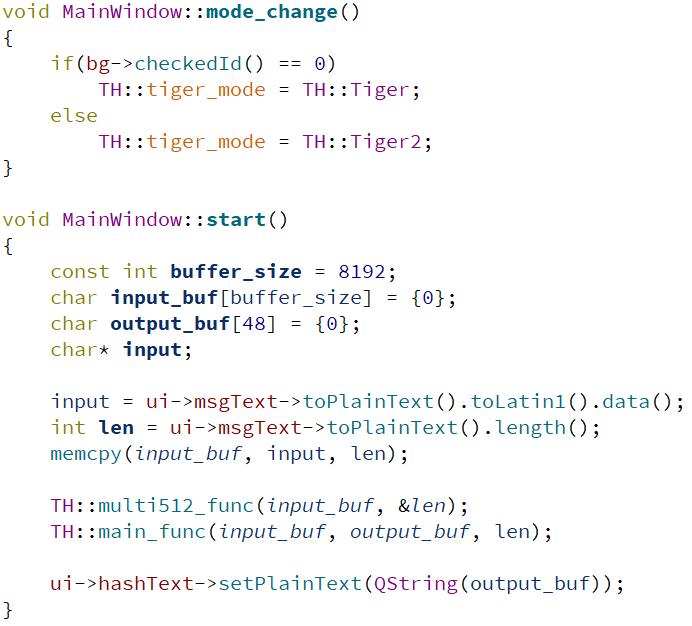 void MainWindow::mode_change()
{
    if(bg->checkedId() == 0)
        TH::tiger_mode = TH::Tiger;
    else
        TH::tiger_mode = TH::Tiger2;
}

void MainWindow::start()
{
    const int buffer_size = 8192;
    char input_buf[buffer_size] = {0};
    char output_buf[48] = {0};
    char* input;

    input = ui->msgText->toPlainText().toLatin1().data();
    int len = ui->msgText->toPlainText().length();
    memcpy(input_buf, input, len);

    TH::multi512_func(input_buf, &len);
    TH::main_func(input_buf, output_buf, len);

    ui->hashText->setPlainText(QString(output_buf));
}